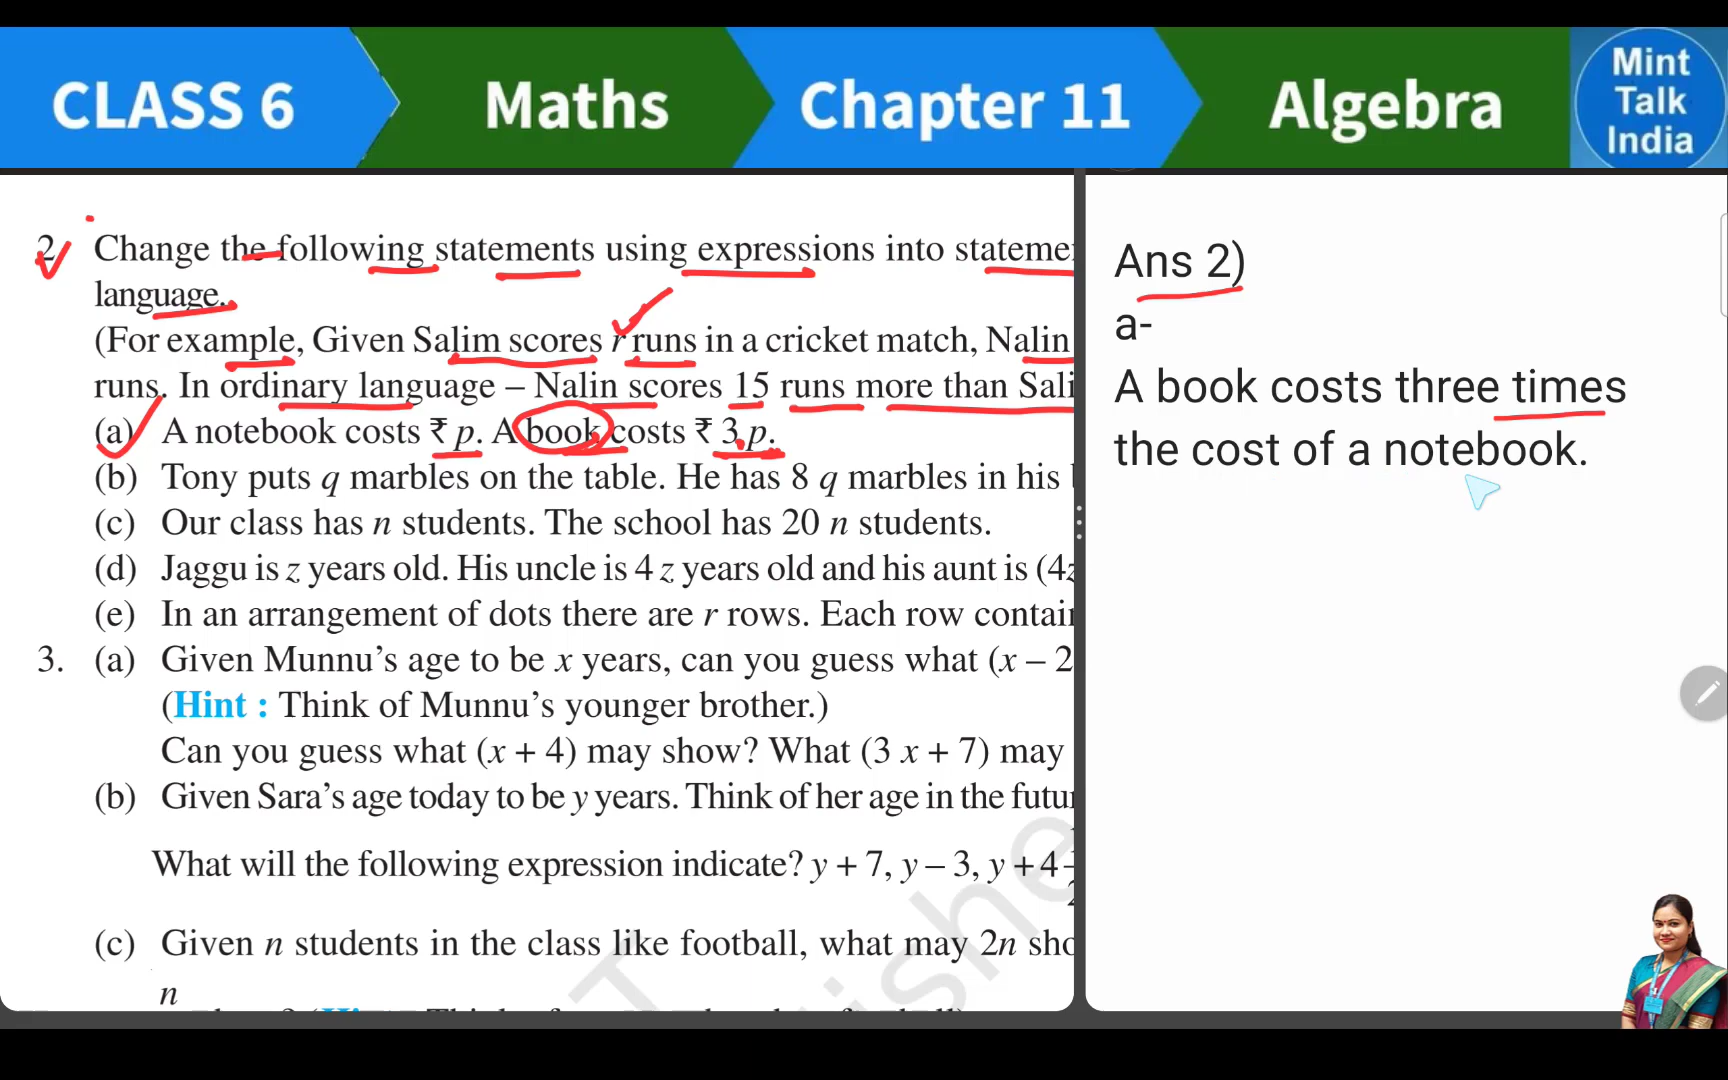 CLASS 6
Maths
Chapter 11
Algebra
Mint
Talk
India
2. Change the following statements using expressions into
language.
(For example, Given Salim scores r runs in a cricket match, Nalin
runs. In ordinary language – Nalin scores 15 runs more than
(a) A notebook costs ₹ p. A book costs ₹ 3 p.
(b) Tony puts q marbles on the table. He has 8 q marbles in his
(c) Our class has n students. The school has 20 n students.
(d) Jaggu is z years old. His uncle is 4 z years old and his aunt is (4z
(e) In an arrangement of dots there are r rows. Each row
3. (a) Given Munnu’s age to be x years, can you guess what (x – 2
(Hint : Think of Munnu’s younger brother.)
Can you guess what (x + 4) may show? What (3 x + 7) may
(b) Given Sara’s age today to be y years. Think of her age in the
What will the following expression indicate? y + 7, y – 3, y + 4
(c) Given n students in the class like football, what may 2n
n
Ans 2)
a-
A book costs three times
the cost of a notebook.